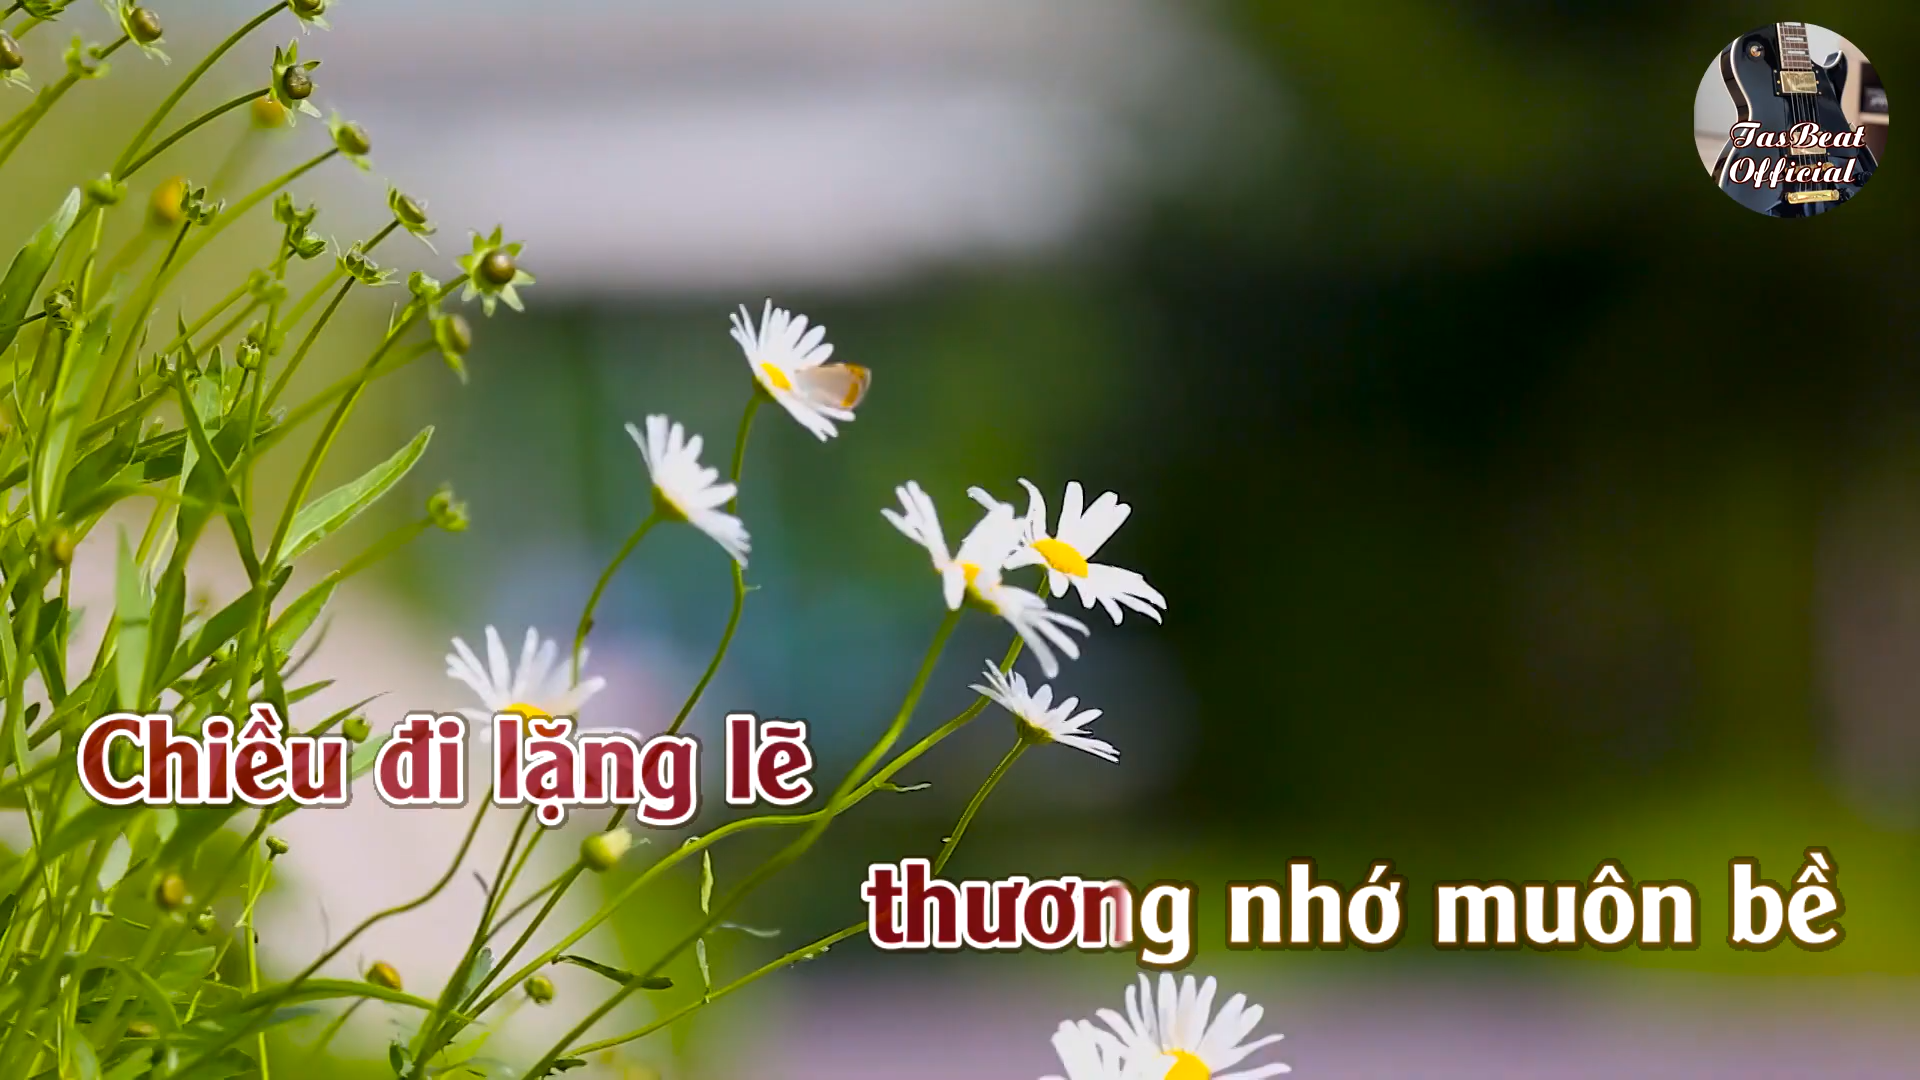 TasBeat
Official
Chiều đi lặng lẽ
thương nhớ muôn bề